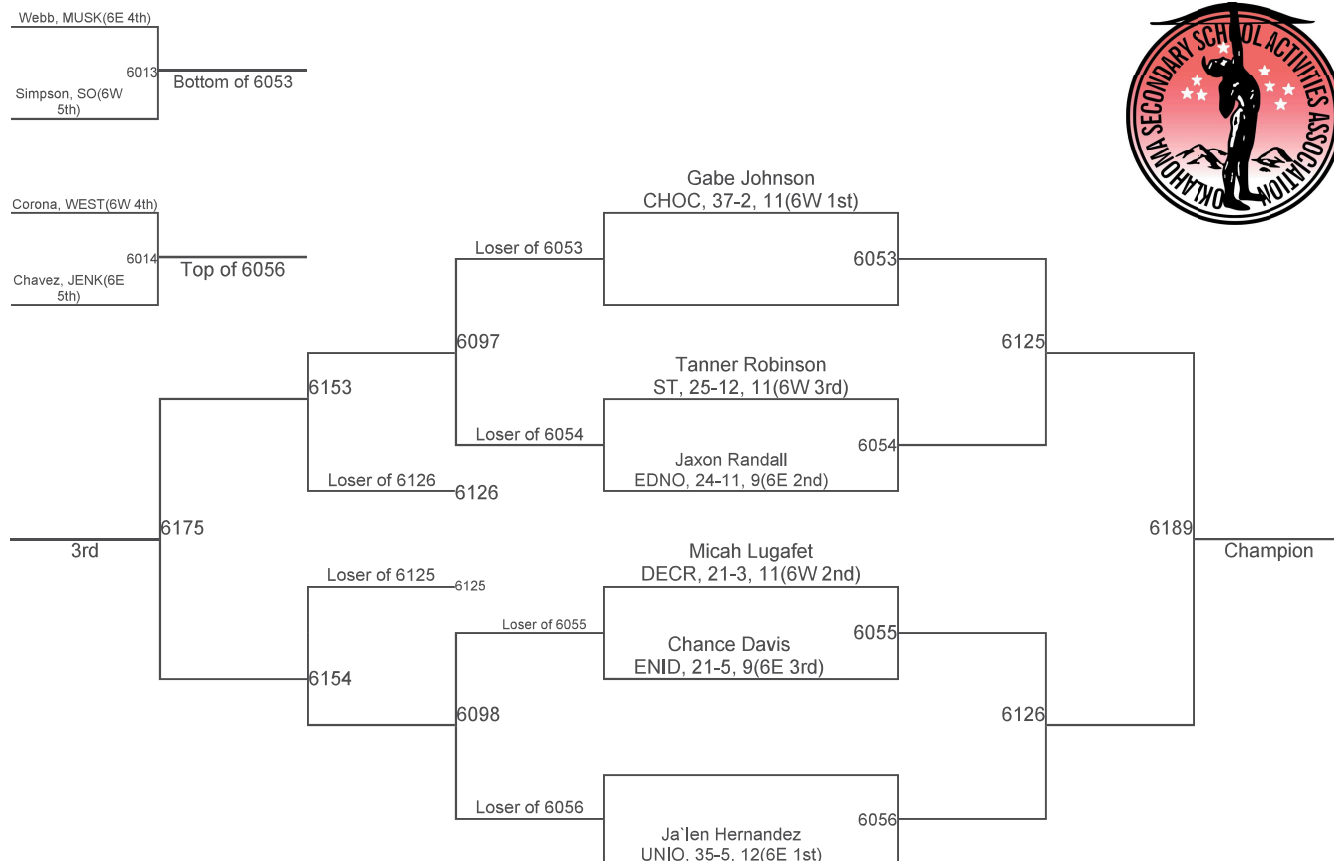 Webb, MUSK(6E 4th)
6013
Bottom of 6053
Simpson, SO(6W
5th)
Corona, WEST(6W 4th)
6014
Top of 6056
Chavez, JENK(6E
5th)
OKLAHOMA SECONDARY SCHOOL ACTIVITIES ASSOCIATION
Gabe Johnson
CHOC, 37-2, 11(6W 1st)
Loser of 6053
6053
6097
6125
Tanner Robinson
ST, 25-12, 11(6W 3rd)
6153
Loser of 6054
6054
Jaxon Randall
EDNO, 24-11, 9(6E 2nd)
Loser of 6126
6126
6175
3rd
6189
Champion
Micah Lugafet
DECR, 21-3, 11(6W 2nd)
Loser of 6125
6125
Loser of 6055
6055
Chance Davis
ENID, 21-5, 9(6E 3rd)
6154
6098
6126
Loser of 6056
6056
Ja`len Hernandez
UNIO, 35-5, 12(6E 1st)